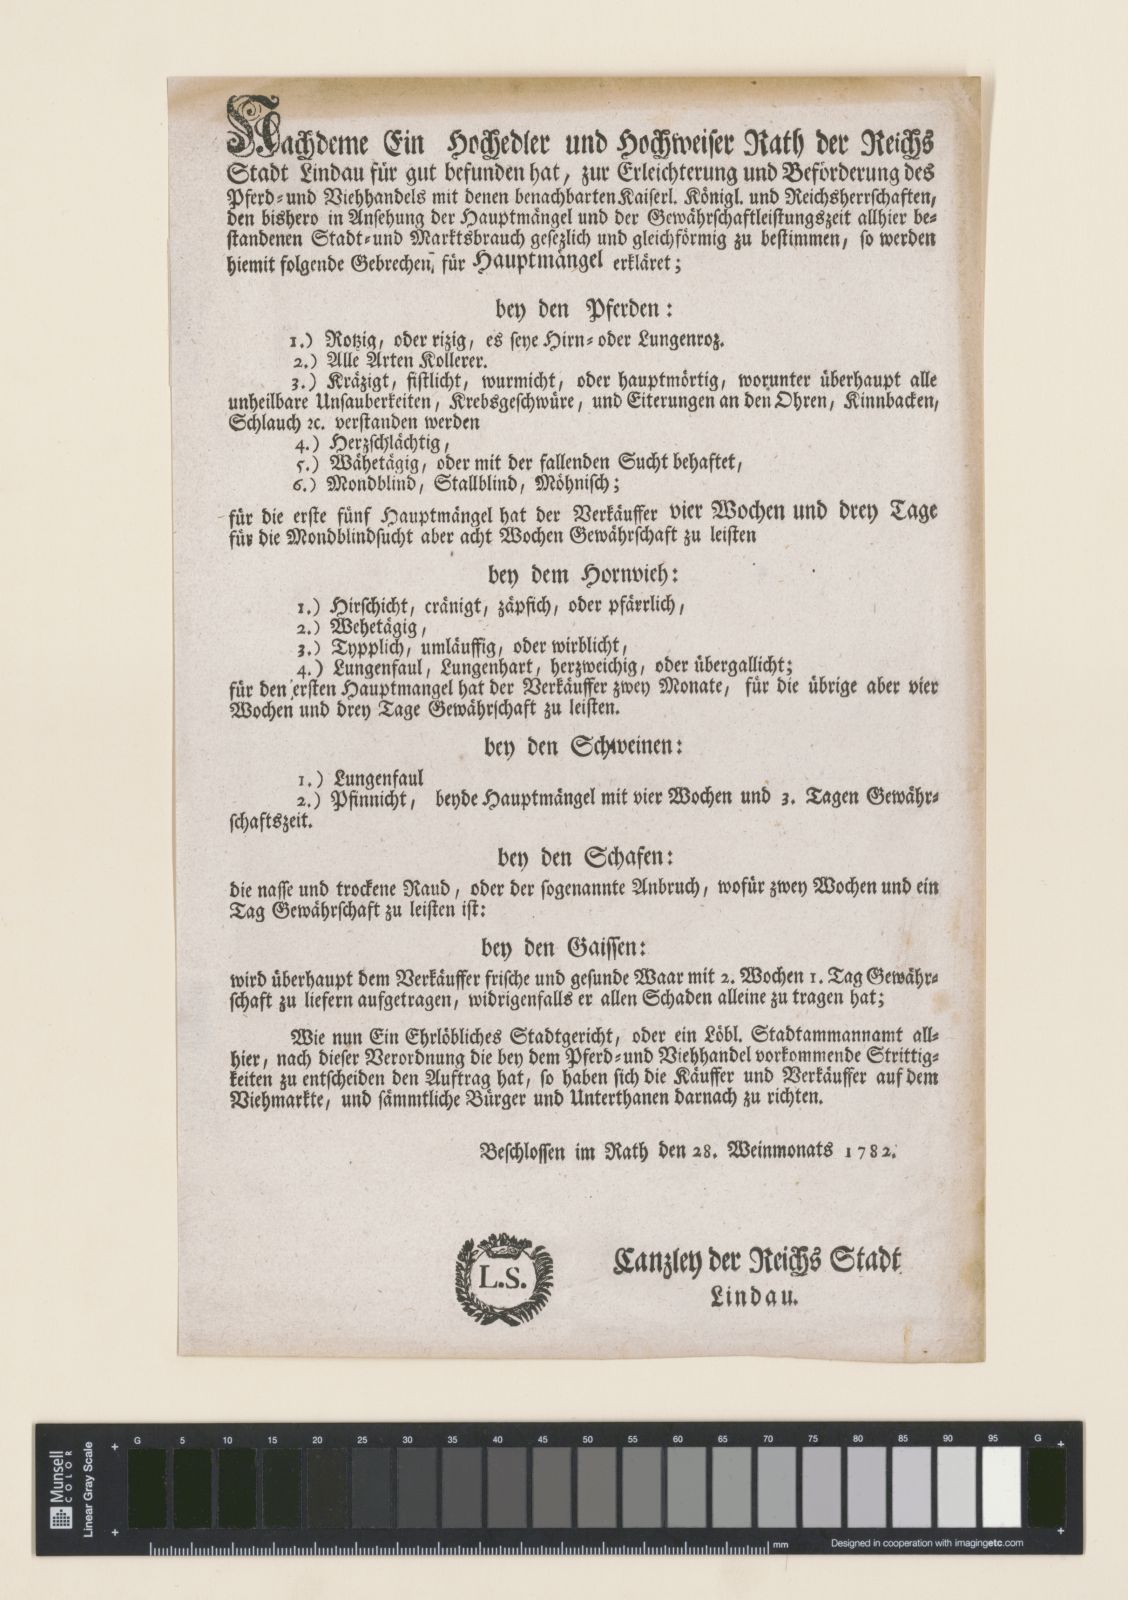 Nachdeme Ein Hochedler und Hochweiser Rath der Reichs
Stadt Lindau für gut befunden hat, zur Erleichterung und Beförderung des
Pferd- und Viehhandels mit denen benachbarten Kaiserl. Königl. und Reichsherrschaften,
den bishero in Ansehung der Hauptmängel und der Gewährschaftleistungszeit allhier be-
standenen Stadt- und Marktsbrauch gesezlich und gleichförmig zu bestimmen, so werden
hiemit folgende Gebrechen, für Hauptmängel erkläret;
bey den Pferden:
1.) Rotzig, oder rizig, es seye Hirn- oder Lungenroz.
2.) Alle Arten Kollerer.
3.) Kräzigt, fistlicht, wurmicht, oder hauptmörtig, worunter überhaupt alle
unheilbare Unsauberkeiten, Krebsgeschwüre, und Eiterungen an den Ohren, Kinnbacken,
Schlauch ꝛc. verstanden werden
4.) Herzschlächtig,
5.) Wähetägig, oder mit der fallenden Sucht behaftet,
6.) Mondblind, Stallblind, Möhnisch;
für die erste fünf Hauptmängel hat der Verkäuffer vier Wochen und drey Tage
für die Mondblindsucht aber acht Wochen Gewährschaft zu leisten
bey dem Hornvieh:
1.) Hirschicht, cränigt, zäpfich, oder pfärrlich,
2.) Wehetägig,
3.) Typplich, umläuffig, oder wirblicht,
4.) Lungenfaul, Lungenhart, herzweichig, oder übergallicht;
für den ersten Hauptmangel hat der Verkäuffer zwey Monate, für die übrige aber vier
Wochen und drey Tage Gewährschaft zu leisten.
bey den Schweinen:
1.) Lungenfaul
2.) Pfinnicht, beyde Hauptmängel mit vier Wochen und 3. Tagen Gewähr-
schaftszeit.
bey den Schafen:
die nasse und trockene Raud, oder der sogenannte Anbruch, wofür zwey Wochen und ein
Tag Gewährschaft zu leisten ist:
bey den Gaissen:
wird überhaupt dem Verkäuffer frische und gesunde Waar mit 2. Wochen 1. Tag Gewähr-
schaft zu liefern aufgetragen, widrigenfalls er allen Schaden alleine zu tragen hat;
Wie nun Ein Ehrlöbliches Stadtgericht, oder ein Löbl. Stadtammannamt all-
hier, nach dieser Verordnung die bey dem Pferd- und Viehhandel vorkommende Strittig-
keiten zu entscheiden den Auftrag hat, so haben sich die Käuffer und Verkäuffer auf dem
Viehmarkte, und sämmtliche Bürger und Unterthanen darnach zu richten.
Beschlossen im Rath den 28. Weinmonats 1782.
L.S.
Canzley der Reichs Stadt
Lindau.
Munsell
COLOR
Linear Gray Scale
G 5 10 15 20 25 30 35 40 45 50 55 60 65 70 75 80 85 90 95 G
mm
Designed in cooperation with imagingetc.com